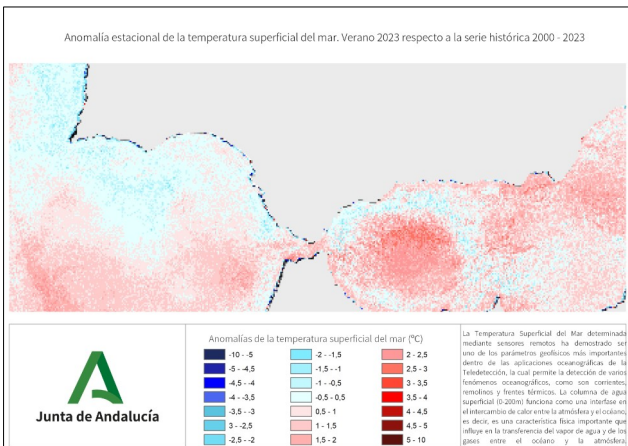 Anomalía estacional de la temperatura superficial del mar. Verano 2023 respecto a la serie histórica 2000 - 2023
Junta de Andalucía
Anomalías de la temperatura superficial del mar (ºC)
-10 - -5
-5 - -4,5
-4,5 - -4
-4 - -3,5
-3,5 - -3
3 - -2,5
-2,5 - -2
-2 - -1,5
-1,5 - -1
-1 - -0,5
-0,5 - 0,5
0,5 - 1
1 - 1,5
1,5 - 2
2 - 2,5
2,5 - 3
3 - 3,5
3,5 - 4
4 - 4,5
4,5 - 5
5 - 10
La Temperatura Superficial del Mar determinada
mediante sensores remotos ha demostrado ser
uno de los parámetros geofísicos más importantes
dentro de las aplicaciones oceanográficas de la
Teledetección, la cual permite la detección de varios
fenómenos oceanográficos, como son corrientes,
remolinos y frentes térmicos. La columna de agua
superficial (0-200m) funciona como una interfase en
el intercambio de calor entre la atmósfera y el océano,
es decir, es una característica física importante que
influye en la transferencia del vapor de agua y de los
gases entre el océano y la atmósfera.